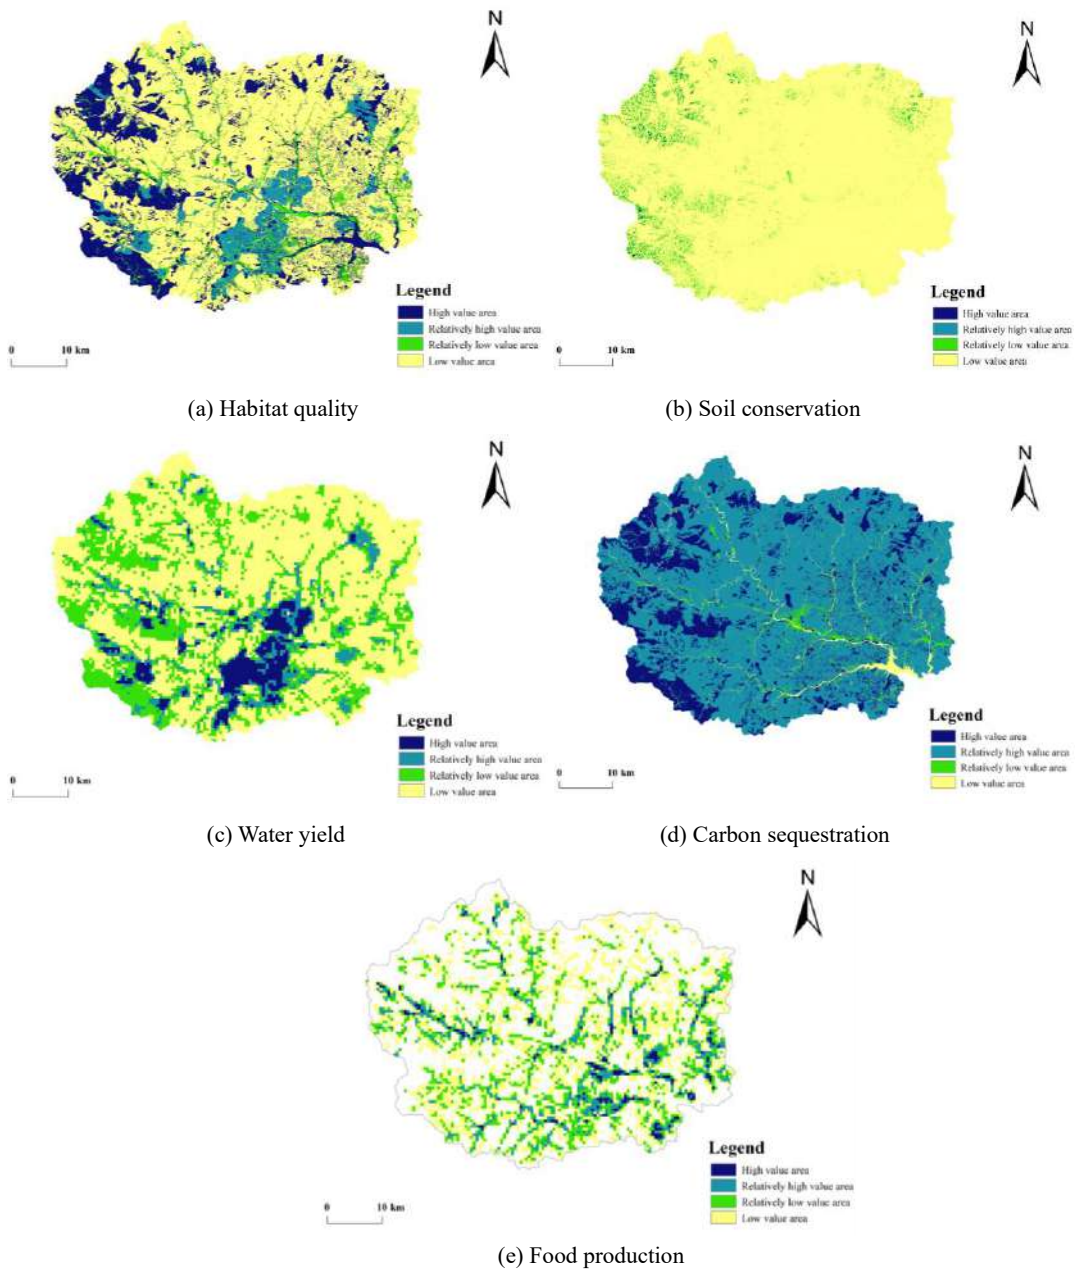 N
N
Legend
High value area
Relatively high value area
Relatively low value area
Low value area
0 10 km
Legend
High value area
Relatively high value area
Relatively low value area
Low value area
0 10 km
(a) Habitat quality
(b) Soil conservation
N
N
Legend
High value area
Relatively high value area
Relatively low value area
Low value area
0 10 km
Legend
High value area
Relatively high value area
Relatively low value area
Low value area
0 10 km
(c) Water yield
(d) Carbon sequestration
N
Legend
High value area
Relatively high value area
Relatively low value area
Low value area
0 10 km
(e) Food production